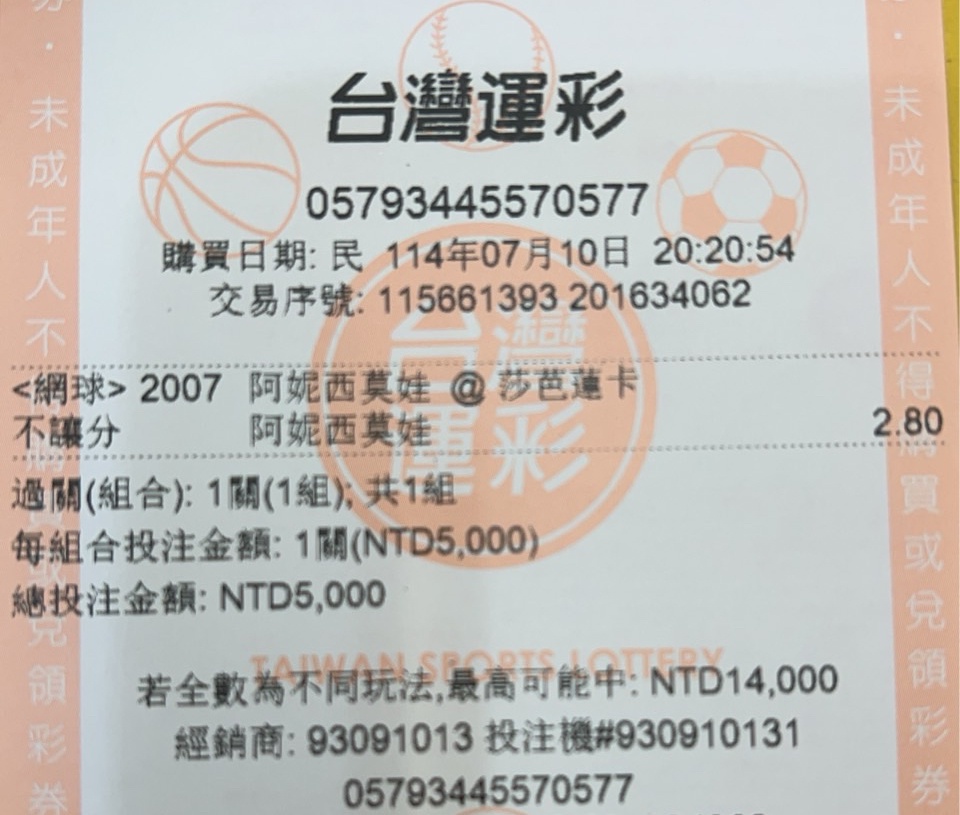 台灣運彩
05793445570577
購買日期: 民 114年07月10日 20:20:54
交易序號: 115661393 201634062
<網球> 2007 阿妮西莫娃 @ 莎芭蓮卡
不讓分 阿妮西莫娃 2.80
過關(組合): 1關(1組); 共1組
每組合投注金額: 1關(NTD5,000)
總投注金額: NTD5,000
TAIWAN SPORTS LOTTERY
若全數為不同玩法,最高可能中: NTD14,000
經銷商: 93091013 投注機#930910131
05793445570577
台灣運彩
券．未成年人不得購買或兌領彩券
未成年人不得購買或兌領彩券